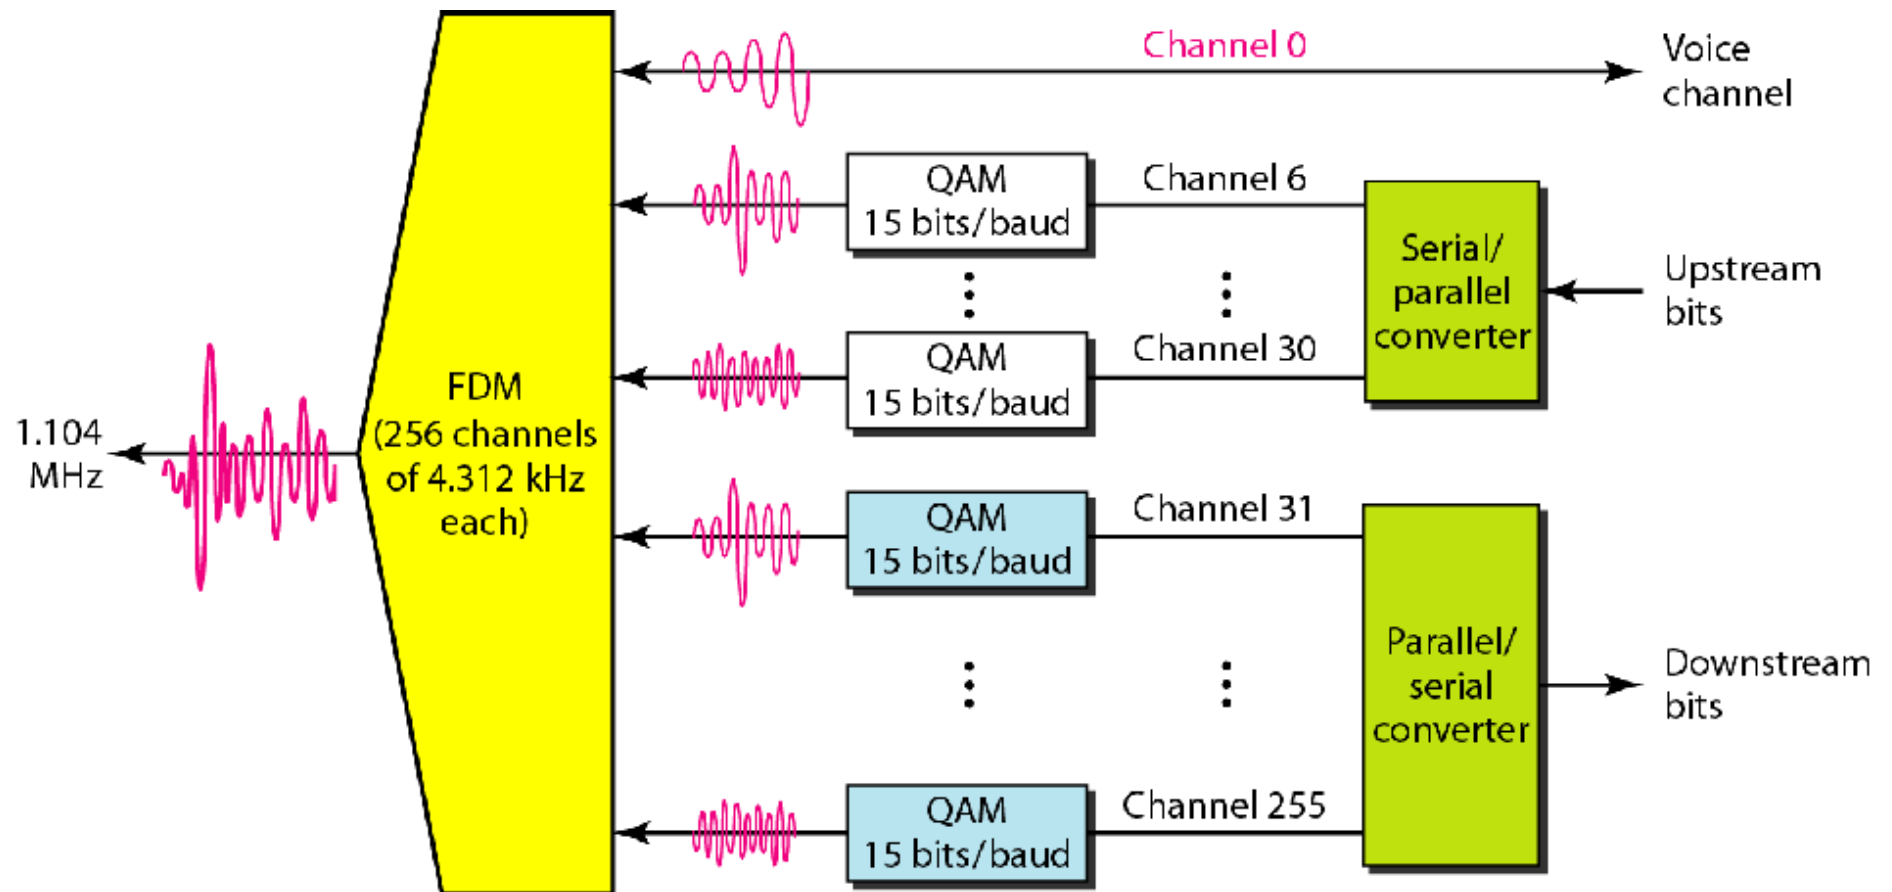 Channel 0
Voice
channel
QAM
15 bits/baud
Channel 6
Serial/
parallel
converter
Upstream
bits
QAM
15 bits/baud
Channel 30
1.104
MHz
FDM
(256 channels
of 4.312 kHz
each)
QAM
15 bits/baud
Channel 31
Parallel/
serial
converter
Downstream
bits
QAM
15 bits/baud
Channel 255